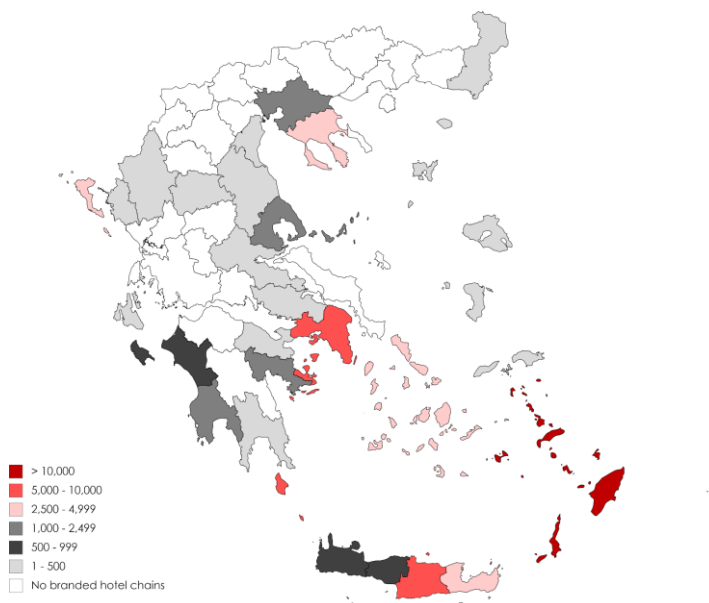 > 10,000
5,000 - 10,000
2,500 - 4,999
1,000 - 2,499
500 - 999
1 - 500
No branded hotel chains